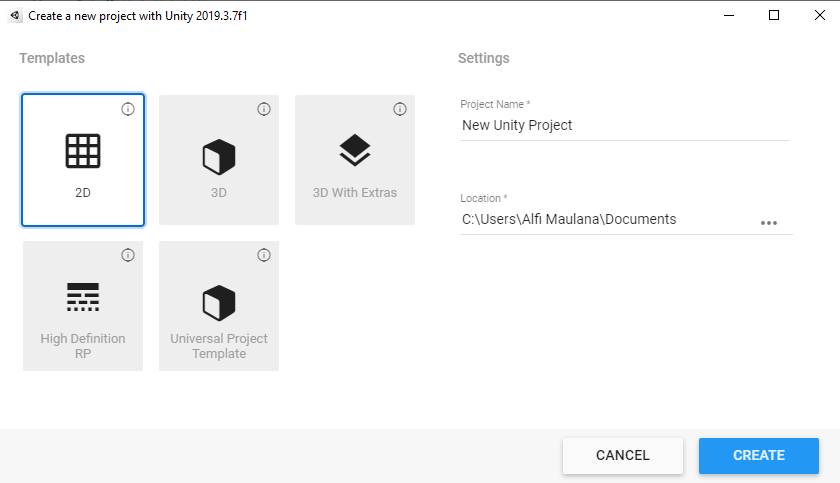 Create a new project with Unity 2019.3.7f1
Templates
2D
3D
3D With Extras
High Definition
RP
Universal Project
Template
Settings
Project Name *
New Unity Project
Location *
C:\Users\Alfi Maulana\Documents
CANCEL
CREATE